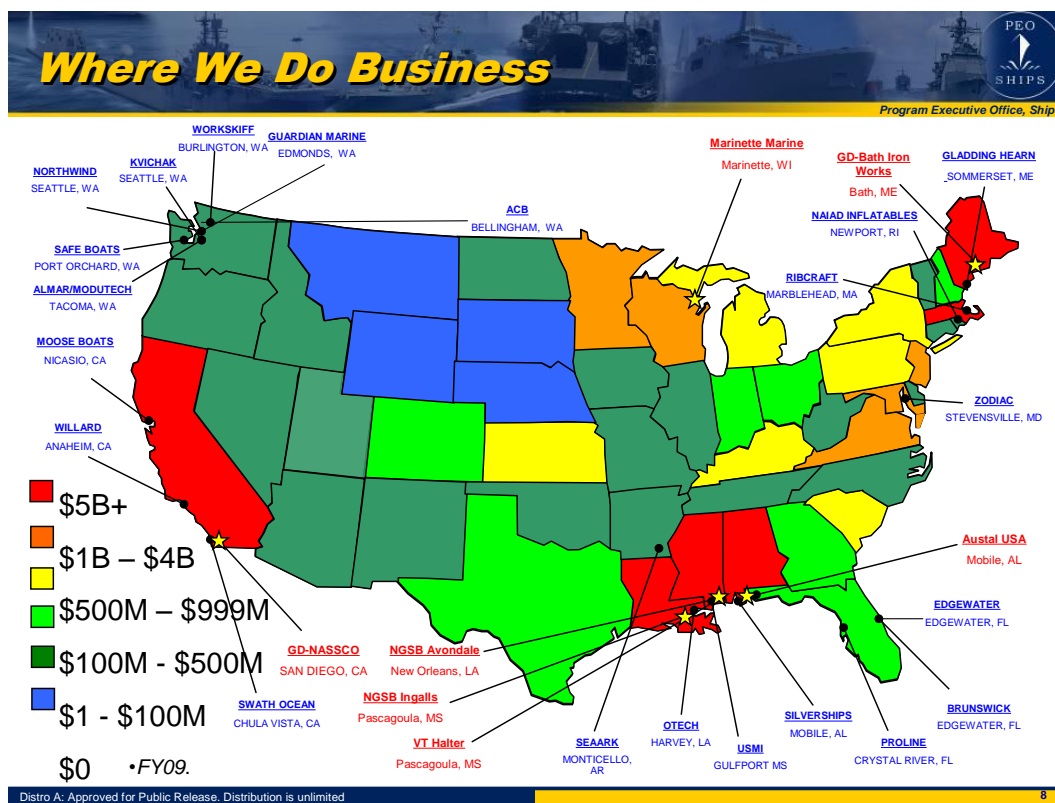 Where We Do Business
PEO
SHIPS
Program Executive Office, Ship
WORKSKIFF
BURLINGTON, WA
GUARDIAN MARINE
EDMONDS, WA
KVICHAK
SEATTLE, WA
NORTHWIND
SEATTLE, WA
SAFE BOATS
PORT ORCHARD, WA
ALMAR/MODUTECH
TACOMA, WA
ACB
BELLINGHAM, WA
Marinette Marine
Marinette, WI
GD-Bath Iron
Works
Bath, ME
GLADDING HEARN
SOMMERSET, ME
NAIAD INFLATABLES
NEWPORT, RI
RIBCRAFT
MARBLEHEAD, MA
MOOSE BOATS
NICASIO, CA
WILLARD
ANAHEIM, CA
ZODIAC
STEVENSVILLE, MD
$5B+
$1B – $4B
$500M – $999M
$100M - $500M
$1 - $100M
$0
•FY09.
Austal USA
Mobile, AL
EDGEWATER
EDGEWATER, FL
GD-NASSCO
SAN DIEGO, CA
NGSB Avondale
New Orleans, LA
NGSB Ingalls
Pascagoula, MS
SWATH OCEAN
CHULA VISTA, CA
VT Halter
Pascagoula, MS
SEAARK
MONTICELLO,
AR
OTECH
HARVEY, LA
USMI
GULFPORT MS
SILVERSHIPS
MOBILE, AL
PROLINE
CRYSTAL RIVER, FL
BRUNSWICK
EDGEWATER, FL
Distro A: Approved for Public Release. Distribution is unlimited
8